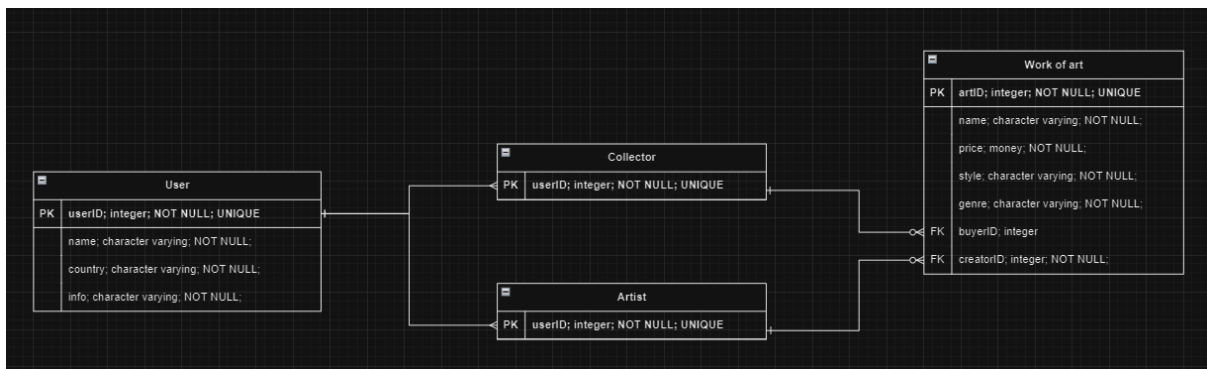 User
PK userID; integer; NOT NULL; UNIQUE
name; character varying; NOT NULL;
country; character varying; NOT NULL;
info; character varying; NOT NULL;
Collector
PK userID; integer; NOT NULL; UNIQUE
Artist
PK userID; integer; NOT NULL; UNIQUE
Work of art
PK artID; integer; NOT NULL; UNIQUE
name; character varying; NOT NULL;
price; money; NOT NULL;
style; character varying; NOT NULL;
genre; character varying; NOT NULL;
FK buyerID; integer
FK creatorID; integer; NOT NULL;